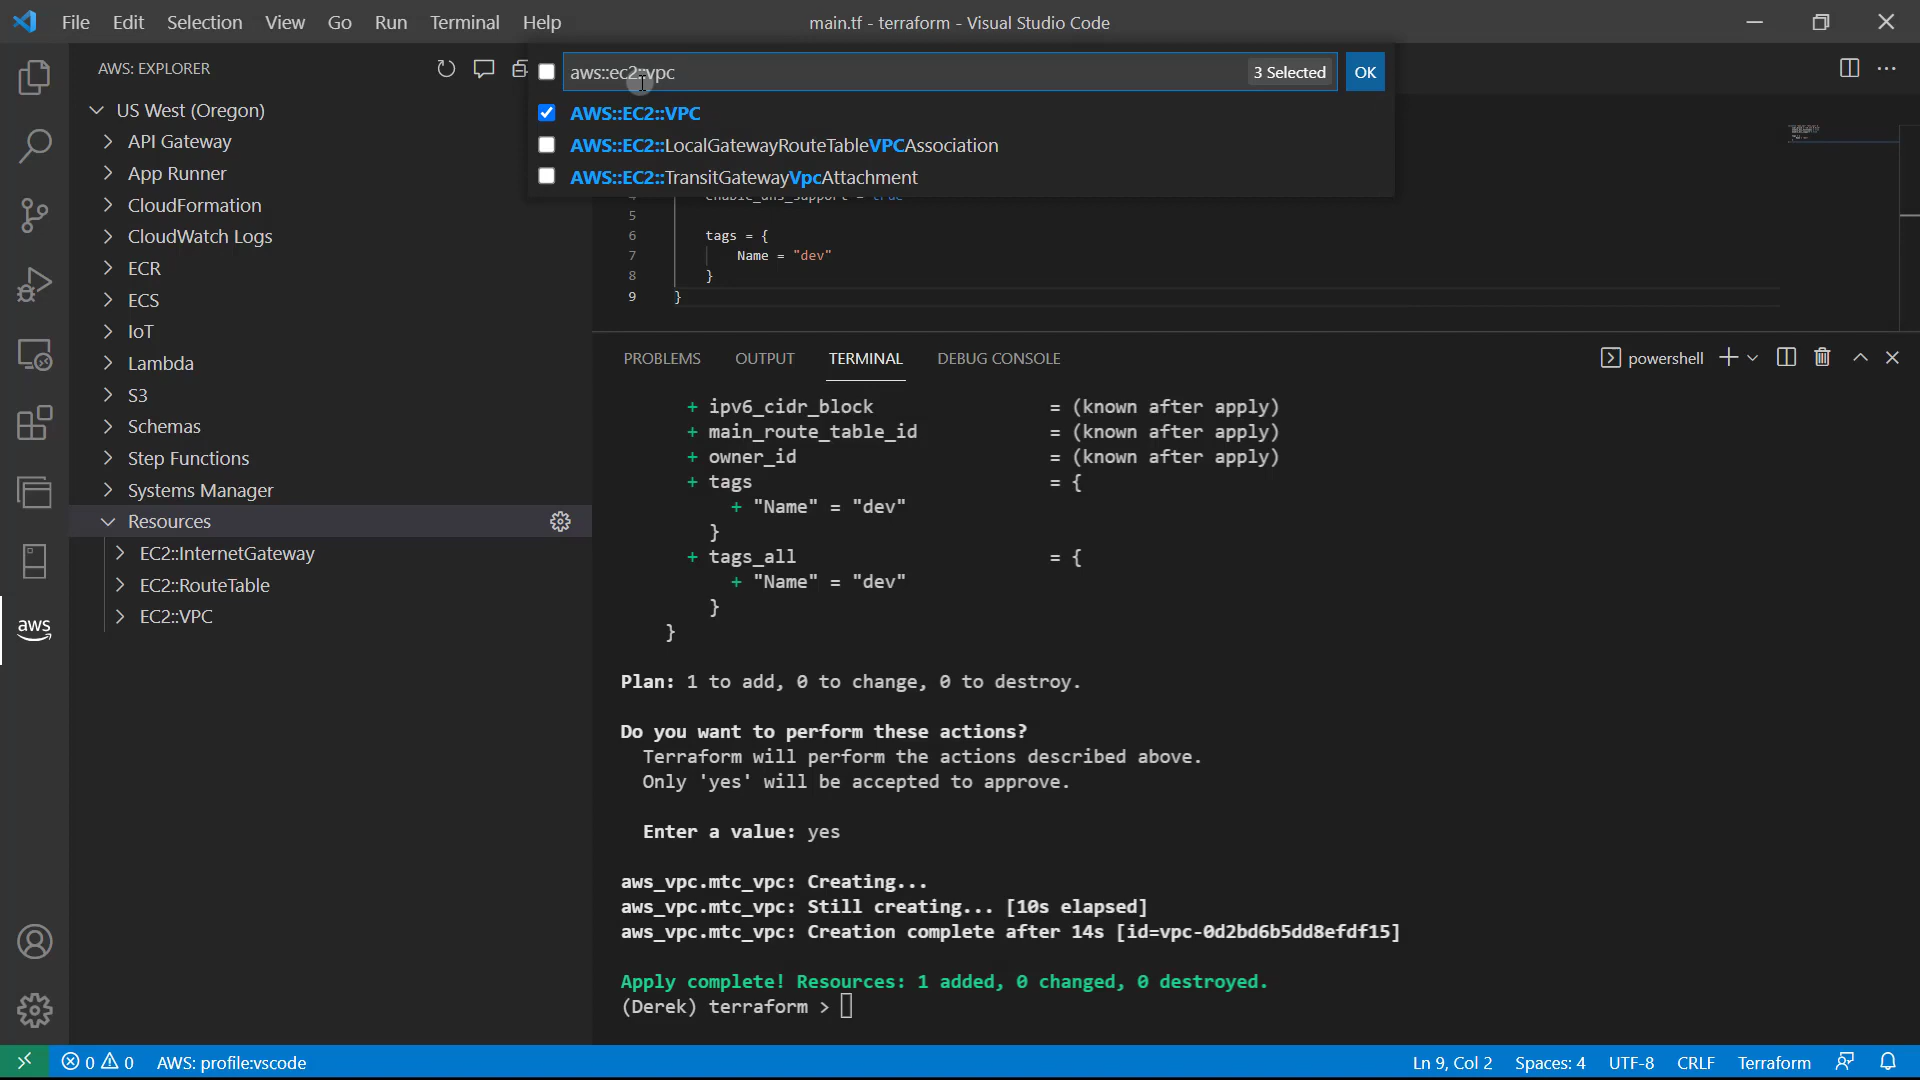 File Edit Selection View Go Run Terminal Help
main.tf - terraform - Visual Studio Code
AWS: EXPLORER
US West (Oregon)
API Gateway
App Runner
CloudFormation
CloudWatch Logs
ECR
ECS
IoT
Lambda
S3
Schemas
Step Functions
Systems Manager
Resources
EC2::InternetGateway
EC2::RouteTable
EC2::VPC
aws
aws::ec2::vpc
3 Selected
OK
AWS::EC2::VPC
AWS::EC2::LocalGatewayRouteTableVPCAssociation
AWS::EC2::TransitGatewayVpcAttachment
4 enable_dns_support = true
5
6 tags = {
7 Name = "dev"
8 }
9 }
PROBLEMS OUTPUT TERMINAL DEBUG CONSOLE
powershell
+ ipv6_cidr_block = (known after apply)
+ main_route_table_id = (known after apply)
+ owner_id = (known after apply)
+ tags = {
+ "Name" = "dev"
}
+ tags_all = {
+ "Name" = "dev"
}
}
Plan: 1 to add, 0 to change, 0 to destroy.
Do you want to perform these actions?
Terraform will perform the actions described above.
Only 'yes' will be accepted to approve.
Enter a value: yes
aws_vpc.mtc_vpc: Creating...
aws_vpc.mtc_vpc: Still creating... [10s elapsed]
aws_vpc.mtc_vpc: Creation complete after 14s [id=vpc-0d2bd6b5dd8efdf15]
Apply complete! Resources: 1 added, 0 changed, 0 destroyed.
(Derek) terraform >
0 0 AWS: profile:vscode
Ln 9, Col 2 Spaces: 4 UTF-8 CRLF Terraform